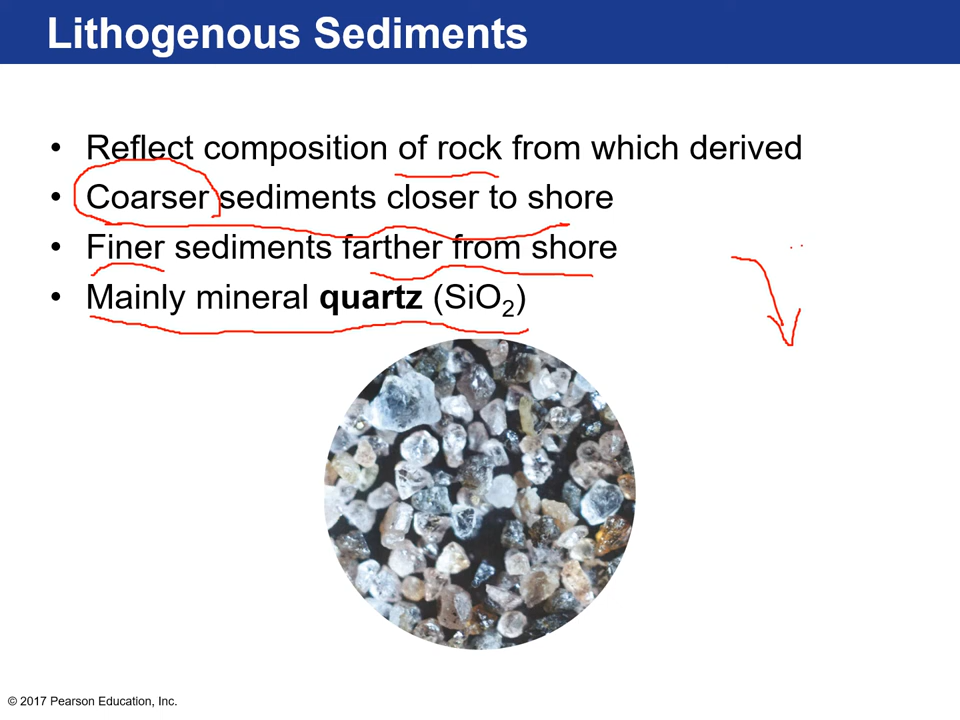 Lithogenous Sediments
• Reflect composition of rock from which derived
• Coarser sediments closer to shore
• Finer sediments farther from shore
• Mainly mineral quartz (SiO₂)
© 2017 Pearson Education, Inc.